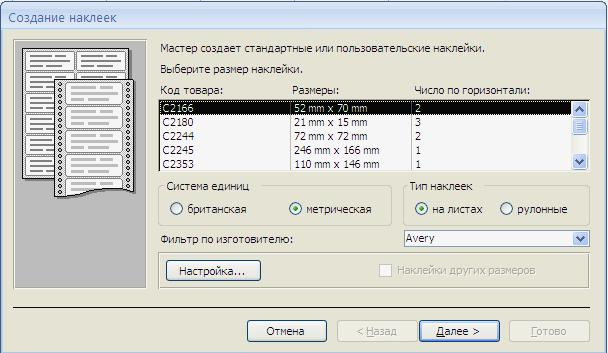 Создание наклеек
Мастер создает стандартные или пользовательские наклейки.
Выберите размер наклейки.
Код товара: Размеры: Число по горизонтали:
C2166 52 mm x 70 mm 2
C2180 21 mm x 15 mm 3
C2244 72 mm x 72 mm 2
C2245 246 mm x 166 mm 1
C2353 110 mm x 146 mm 1
Система единиц Тип наклеек
британская метрическая на листах рулонные
Фильтр по изготовителю: Avery
Настройка... Наклейки других размеров
Отмена < Назад Далее > Готово